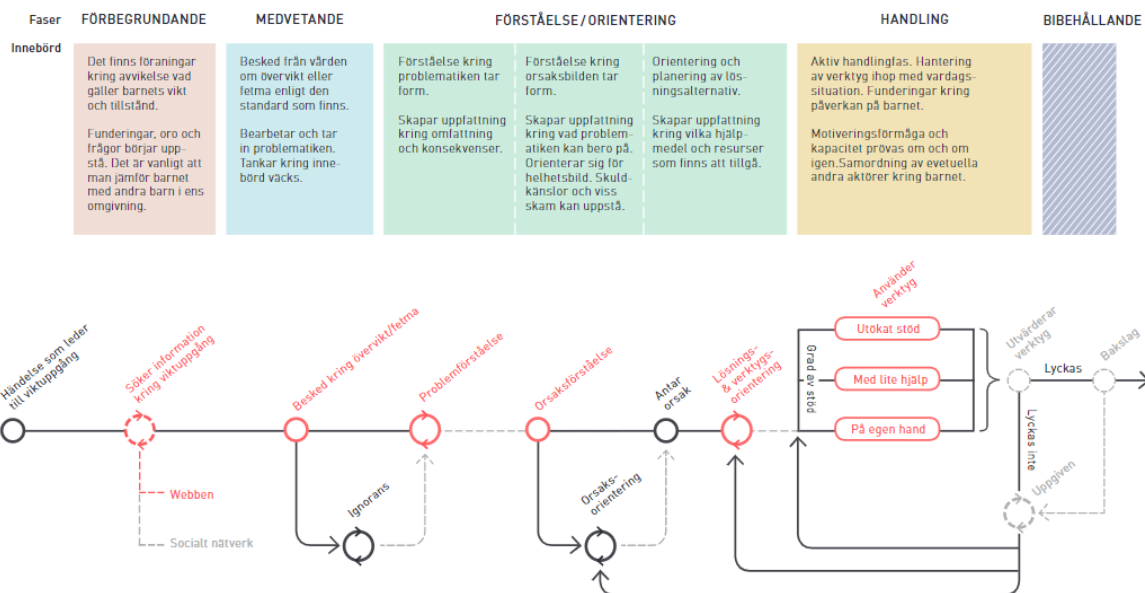 Faser
FÖRBEGRUNDANDE
MEDVETANDE
FÖRSTÅELSE/ORIENTERING
HANDLING
BIBEHÅLLANDE
Innebörd
Det finns föraningar
kring avvikelse vad
gäller barnets vikt
och tillstånd.
Funderingar, oro och
frågor börjar upp-
stå. Det är vanligt att
man jämför barnet
med andra barn i ens
omgivning.
Besked från vården
om övervikt eller
fetma enligt den
standard som finns.
Bearbetar och tar
in problematiken.
Tankar kring inne-
börd väcks.
Förståelse kring
problematiken tar
form.
Skapar uppfattning
kring omfattning
och konsekvenser.
Förståelse kring
orsaksbilden tar
form.
Skapar uppfattning
kring vad problem-
atiken kan bero på.
Orienterar sig för
helhetsbild. Skuld-
känslor och viss
skam kan uppstå.
Orientering och
planering av lös-
ningsalternativ.
Skapar uppfattning
kring vilka hjälp-
medel och resurser
som finns att tillgå.
Aktiv handlingfas. Hantering
av verktyg ihop med vardags-
situation. Funderingar kring
påverkan på barnet.
Motiveringsförmåga och
kapacitet prövas om och om
igen.Samordning av evetuella
andra aktörer kring barnet.
Händelse som leder
till viktuppgång
Söker information
kring viktuppgång
Webben
Socialt nätverk
Besked kring övervikt/fetma
Ignorans
Problemförståelse
Orsaksförståelse
Orsaks-
orientering
Antar
orsak
Lösnings-
& verktygs-
orientering
Grad av stöd
Använder
verktyg
Utökat stöd
Med lite hjälp
På egen hand
Utvärderar
verktyg
Lyckas
Bakslag
Lyckas inte
Uppgiven